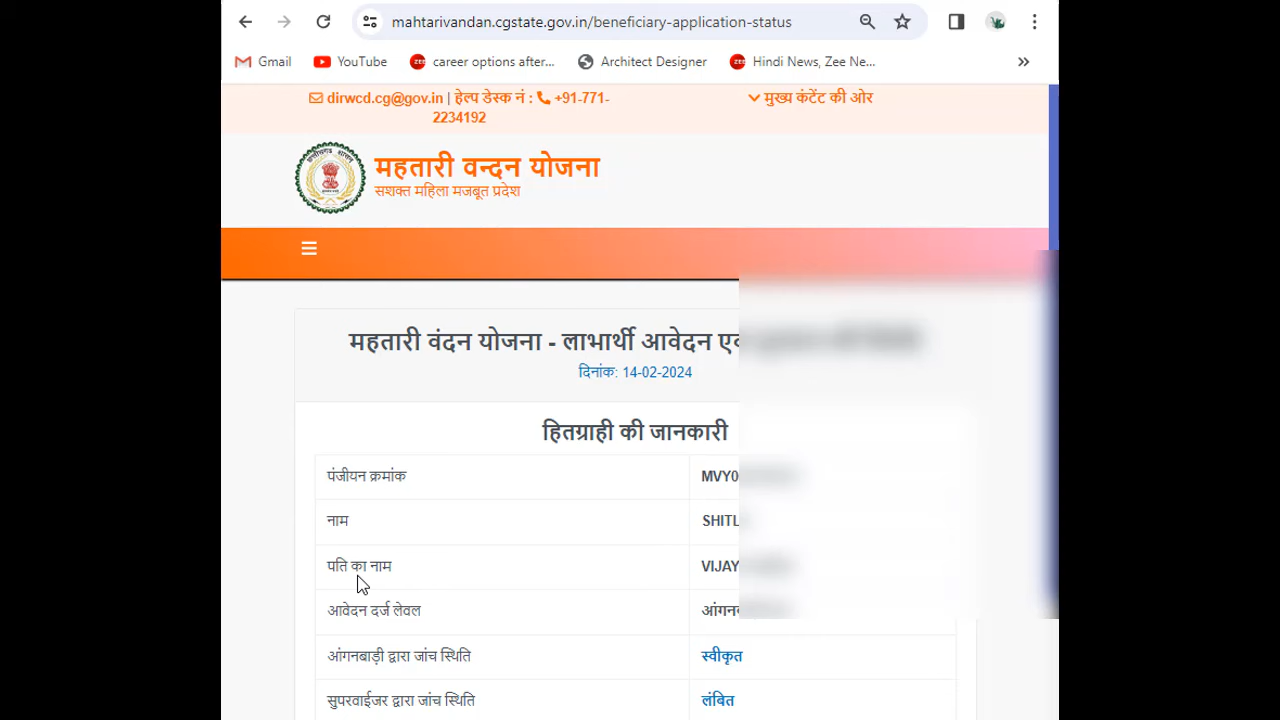 mahtarivandan.cgstate.gov.in/beneficiary-application-status
Gmail YouTube career options after... Architect Designer Hindi News, Zee Ne... »
dirwcd.cg@gov.in | हेल्प डेस्क नं : +91-771-
2234192
मुख्य कंटेंट की ओर
महतारी वन्दन योजना
सशक्त महिला मजबूत प्रदेश
महतारी वंदन योजना - लाभार्थी आवेदन
दिनांक: 14-02-2024
हितग्राही की जानकारी
पंजीयन क्रमांक MVY0
नाम SHITL
पति का नाम VIJAY
आवेदन दर्ज लेवल
आंगनबाड़ी द्वारा जांच स्थिति स्वीकृत
सुपरवाईजर द्वारा जांच स्थिति लंबित